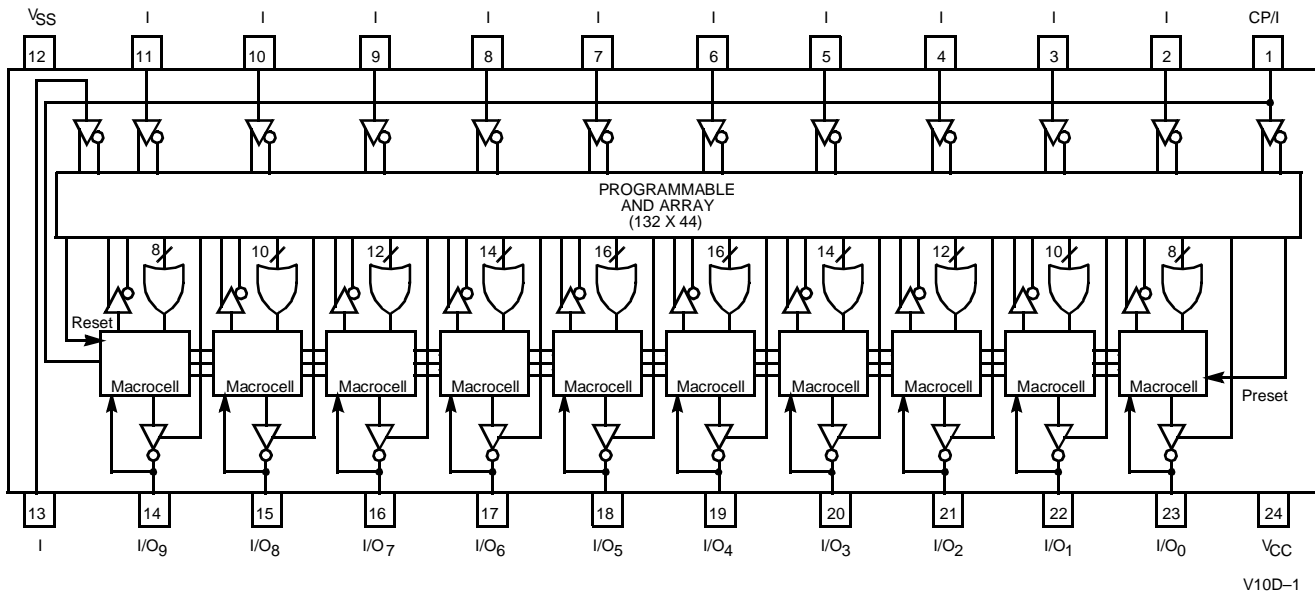 VSS I I I I I I I I I I CP/I
12 11 10 9 8 7 6 5 4 3 2 1
PROGRAMMABLE
AND ARRAY
(132 X 44)
8 10 12 14 16 16 14 12 10 8
Reset
Macrocell Macrocell Macrocell Macrocell Macrocell Macrocell Macrocell Macrocell Macrocell Macrocell
Preset
13 14 15 16 17 18 19 20 21 22 23 24
I I/O9 I/O8 I/O7 I/O6 I/O5 I/O4 I/O3 I/O2 I/O1 I/O0 VCC
V10D–1